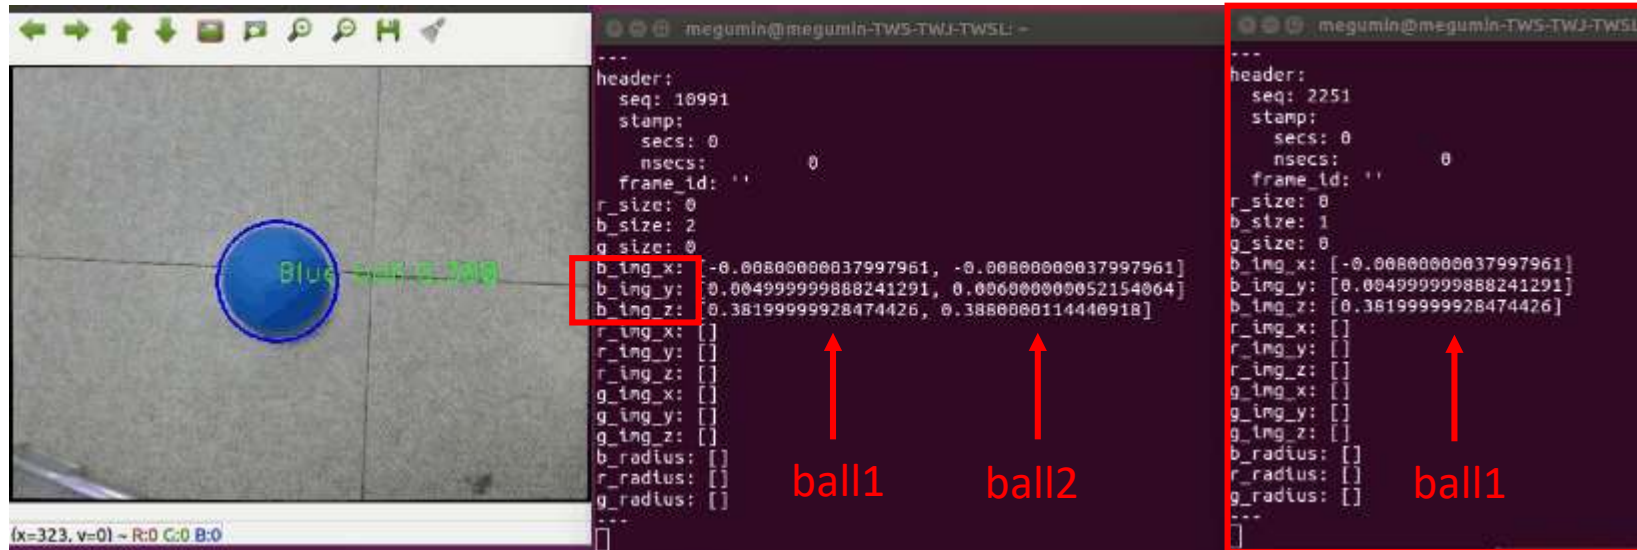 Blue ball
(x=323, y=0) ~ R:0 G:0 B:0
megumin@megumin-TWS-TWJ-TWSL: ~
---
header:
seq: 10991
stamp:
secs: 0
nsecs: 0
frame_id: ''
r_size: 0
b_size: 2
g_size: 0
b_img_x: [-0.00800000037997961, -0.00800000037997961]
b_img_y: [0.004999999888241291, 0.006000000052154064]
b_img_z: [0.38199999928474426, 0.3880000114440918]
r_img_x: []
r_img_y: []
r_img_z: []
g_img_x: []
g_img_y: []
g_img_z: []
b_radius: []
r_radius: []
g_radius: []
---
ball1
ball2
megumin@megumin-TWS-TWJ-TWSL
---
header:
seq: 2251
stamp:
secs: 0
nsecs: 0
frame_id: ''
r_size: 0
b_size: 1
g_size: 0
b_img_x: [-0.00800000037997961]
b_img_y: [0.004999999888241291]
b_img_z: [0.38199999928474426]
r_img_x: []
r_img_y: []
r_img_z: []
g_img_x: []
g_img_y: []
g_img_z: []
b_radius: []
r_radius: []
g_radius: []
---
ball1